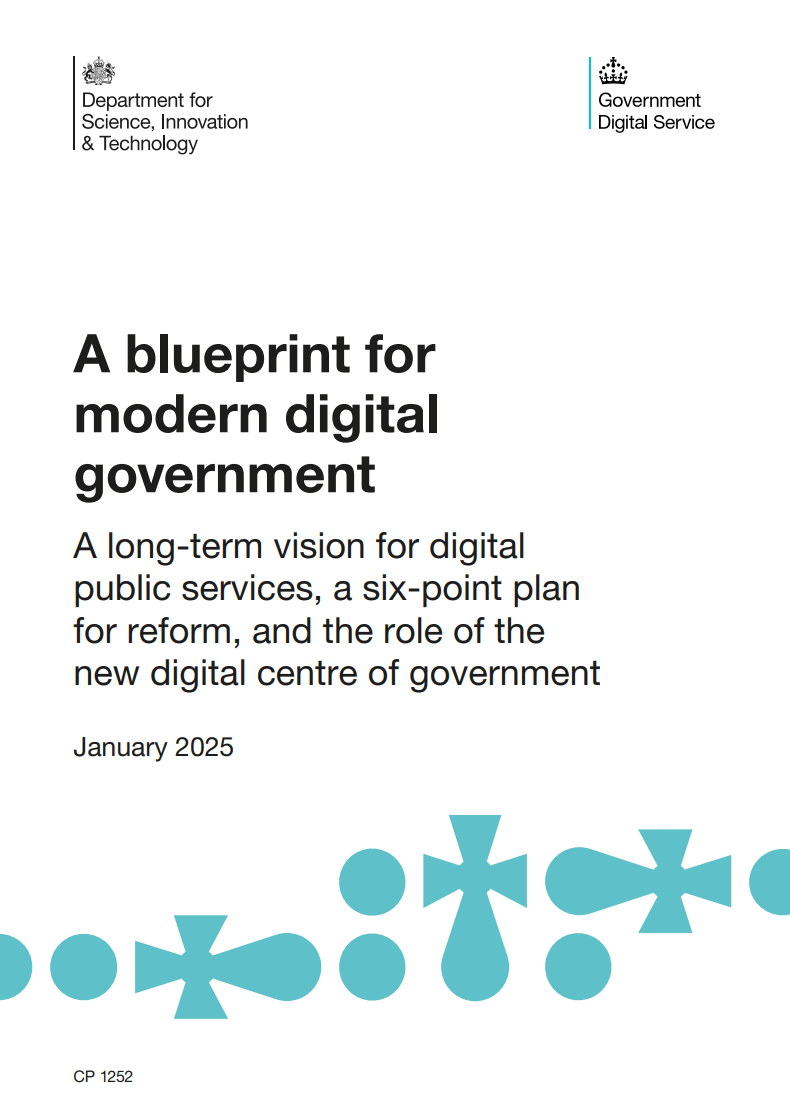 Department for
Science, Innovation
& Technology
Government
Digital Service
A blueprint for
modern digital
government
A long-term vision for digital
public services, a six-point plan
for reform, and the role of the
new digital centre of government
January 2025
CP 1252